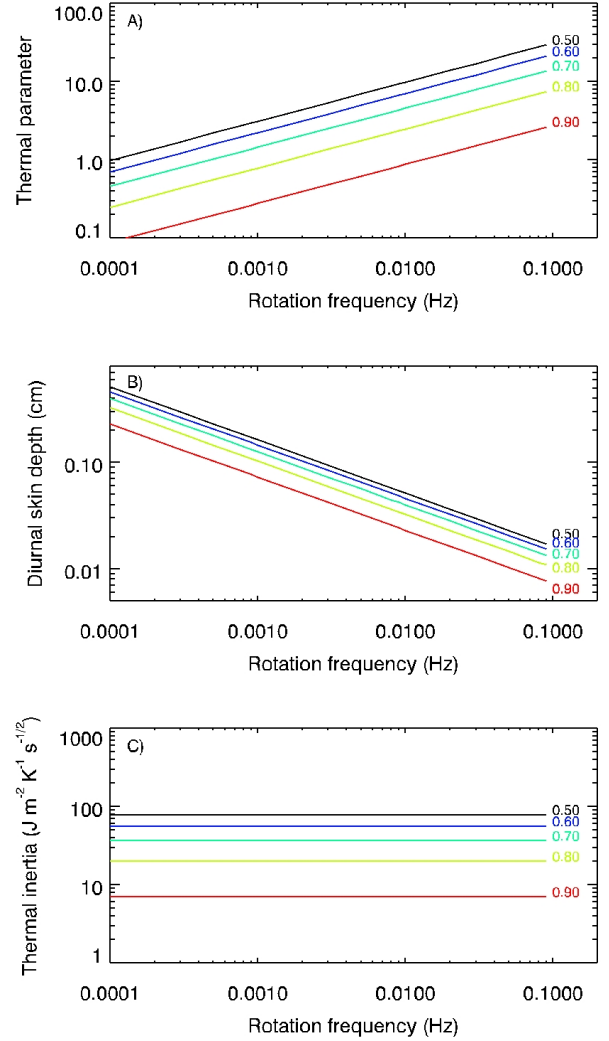 A)
100.0
10.0
1.0
0.1
Thermal parameter
0.50
0.60
0.70
0.80
0.90
0.0001 0.0010 0.0100 0.1000
Rotation frequency (Hz)
B)
0.10
0.01
Diurnal skin depth (cm)
0.50
0.60
0.70
0.80
0.90
0.0001 0.0010 0.0100 0.1000
Rotation frequency (Hz)
C)
1000
100
10
1
Thermal inertia (J m⁻² K⁻¹ s⁻¹/²)
0.50
0.60
0.70
0.80
0.90
0.0001 0.0010 0.0100 0.1000
Rotation frequency (Hz)